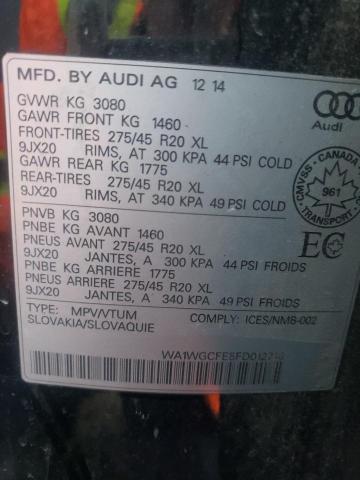 MFD. BY AUDI AG 12 14
GVWR KG 3080
GAWR FRONT KG 1460
FRONT-TIRES 275/45 R20 XL
9JX20 RIMS, AT 300 KPA 44 PSI COLD
GAWR REAR KG 1775
REAR-TIRES 275/45 R20 XL
9JX20 RIMS, AT 340 KPA 49 PSI COLD
Audi
CMVSS - CANADA
961
TRANSPORT - NSVAC
PNVB KG 3080
PNBE KG AVANT 1460
PNEUS AVANT 275/45 R20 XL
9JX20 JANTES, A 300 KPA 44 PSI FROIDS
PNBE KG ARRIERE 1775
PNEUS ARRIERE 275/45 R20 XL
9JX20 JANTES, A 340 KPA 49 PSI FROIDS
EC
TYPE: MPV/VTUM
SLOVAKIA/SLOVAQUIE
COMPLY: ICES/NMB-002